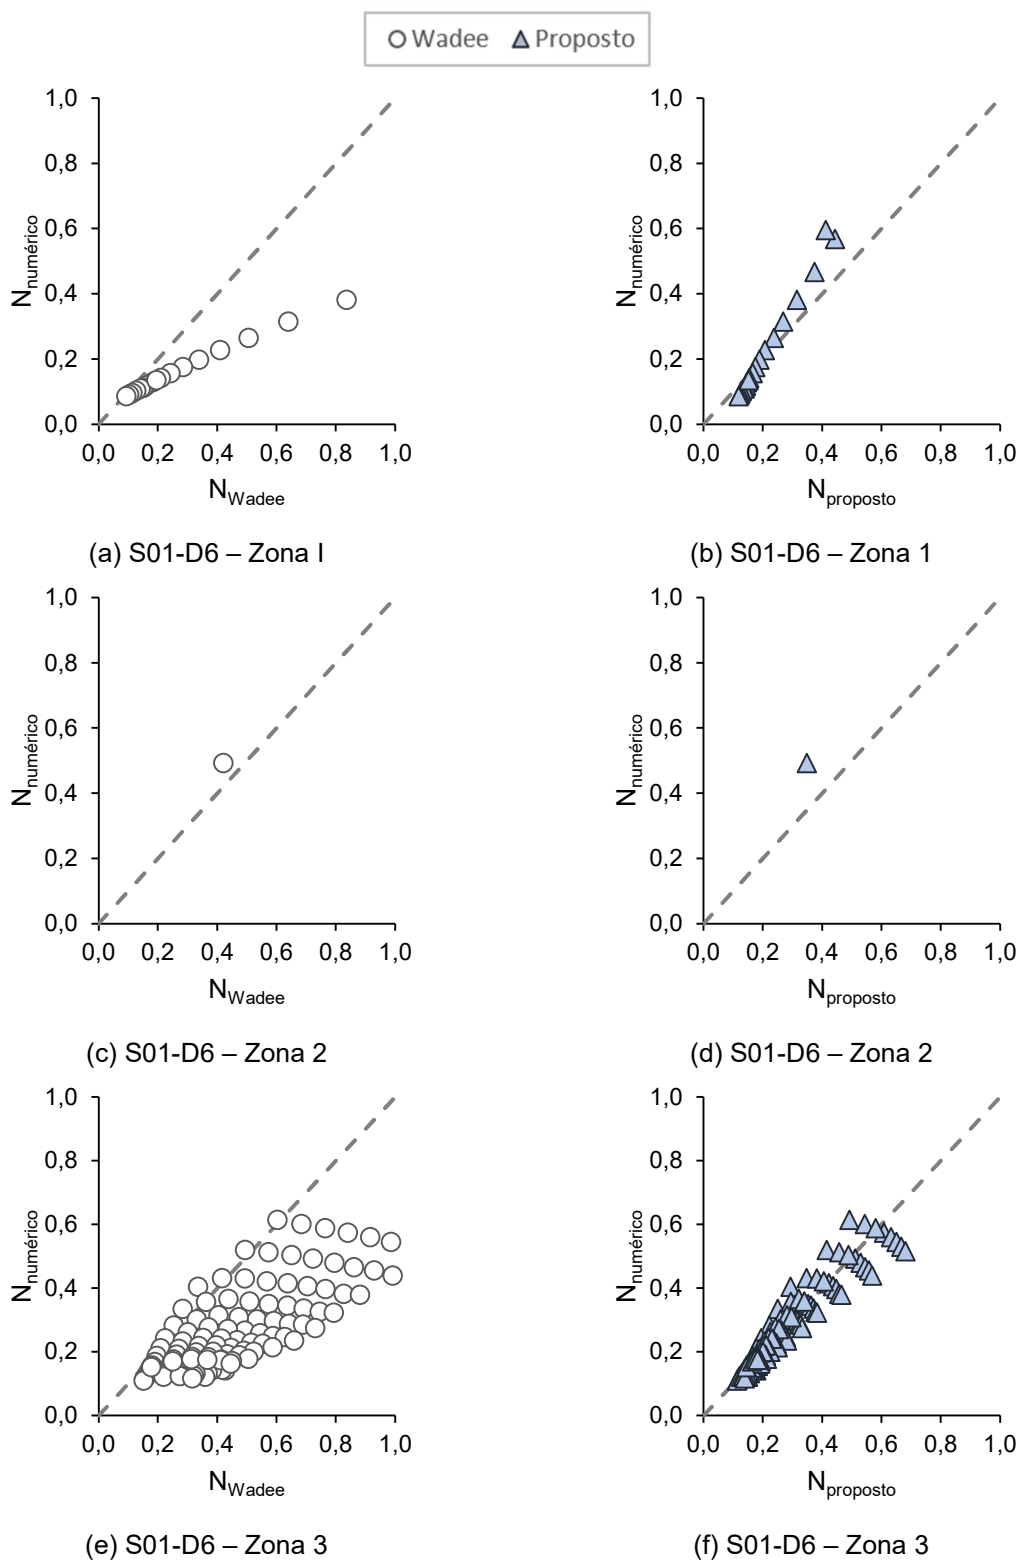 Wadee Proposto
1,0
0,8
0,6
0,4
0,2
0,0
N_numérico
0,0 0,2 0,4 0,6 0,8 1,0
N_Wadee
(a) S01-D6 – Zona I
1,0
0,8
0,6
0,4
0,2
0,0
N_numérico
0,0 0,2 0,4 0,6 0,8 1,0
N_proposto
(b) S01-D6 – Zona 1
1,0
0,8
0,6
0,4
0,2
0,0
N_numérico
0,0 0,2 0,4 0,6 0,8 1,0
N_Wadee
(c) S01-D6 – Zona 2
1,0
0,8
0,6
0,4
0,2
0,0
N_numérico
0,0 0,2 0,4 0,6 0,8 1,0
N_proposto
(d) S01-D6 – Zona 2
1,0
0,8
0,6
0,4
0,2
0,0
N_numérico
0,0 0,2 0,4 0,6 0,8 1,0
N_Wadee
(e) S01-D6 – Zona 3
1,0
0,8
0,6
0,4
0,2
0,0
N_numérico
0,0 0,2 0,4 0,6 0,8 1,0
N_proposto
(f) S01-D6 – Zona 3